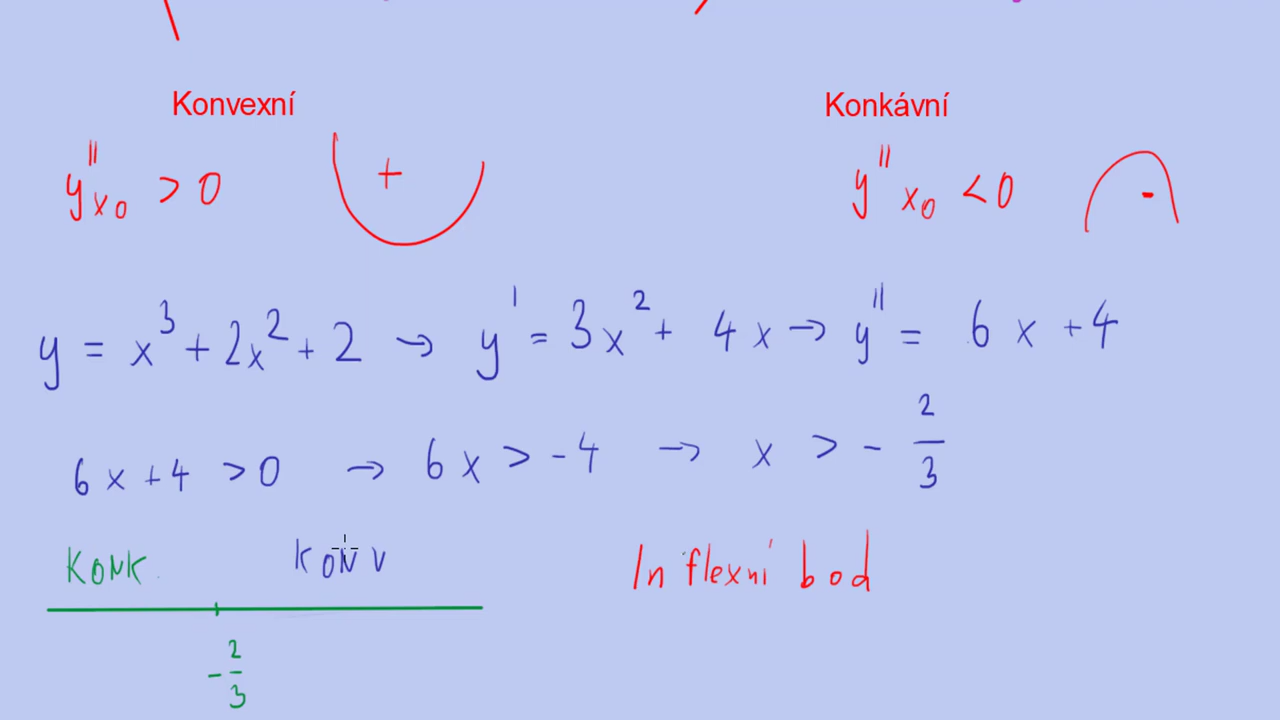 Konvexní Konkávní
y''x₀ > 0 + y''x₀ < 0 -
y = x³ + 2x² + 2 → y' = 3x² + 4x → y'' = 6x + 4
6x + 4 > 0 → 6x > -4 → x > - 2/3
KONK. KONV Inflexní bod
- 2/3